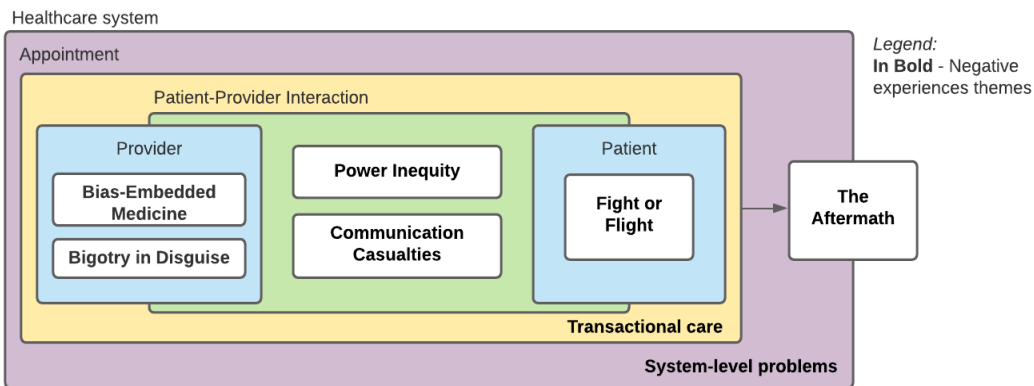 Healthcare system
Appointment
Legend:
In Bold - Negative
experiences themes
Patient-Provider Interaction
Provider
Bias-Embedded
Medicine
Bigotry in Disguise
Power Inequity
Communication
Casualties
Patient
Fight or
Flight
The
Aftermath
Transactional care
System-level problems